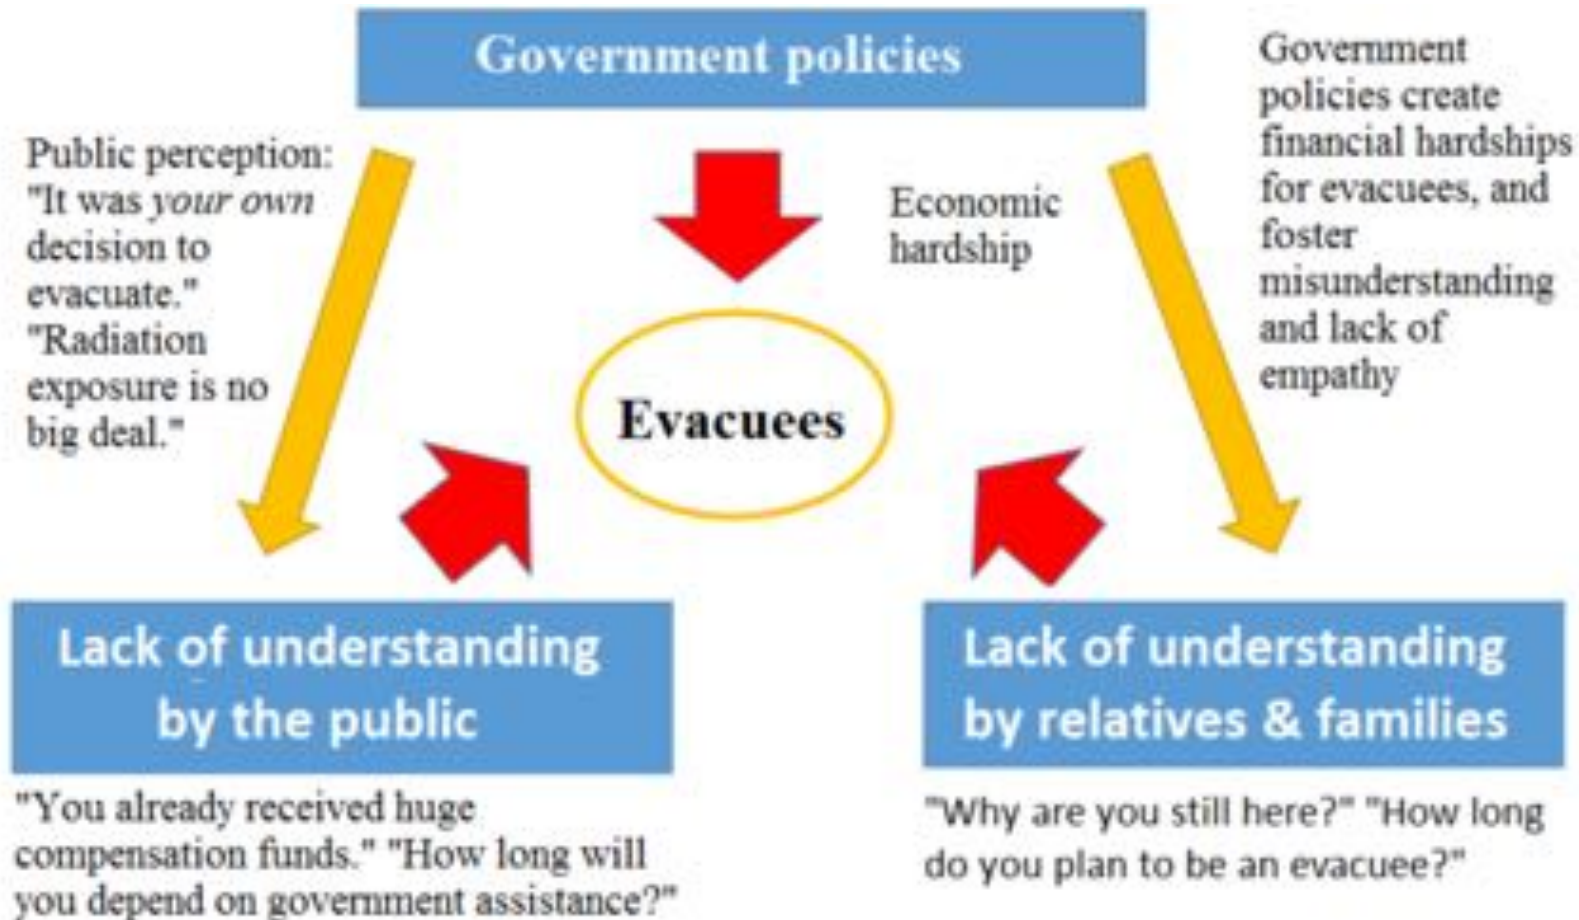 Government policies
Public perception:
"It was your own
decision to
evacuate."
"Radiation
exposure is no
big deal."
Economic
hardship
Government
policies create
financial hardships
for evacuees, and
foster
misunderstanding
and lack of
empathy
Evacuees
Lack of understanding
by the public
"You already received huge
compensation funds." "How long will
you depend on government assistance?"
Lack of understanding
by relatives & families
"Why are you still here?" "How long
do you plan to be an evacuee?"